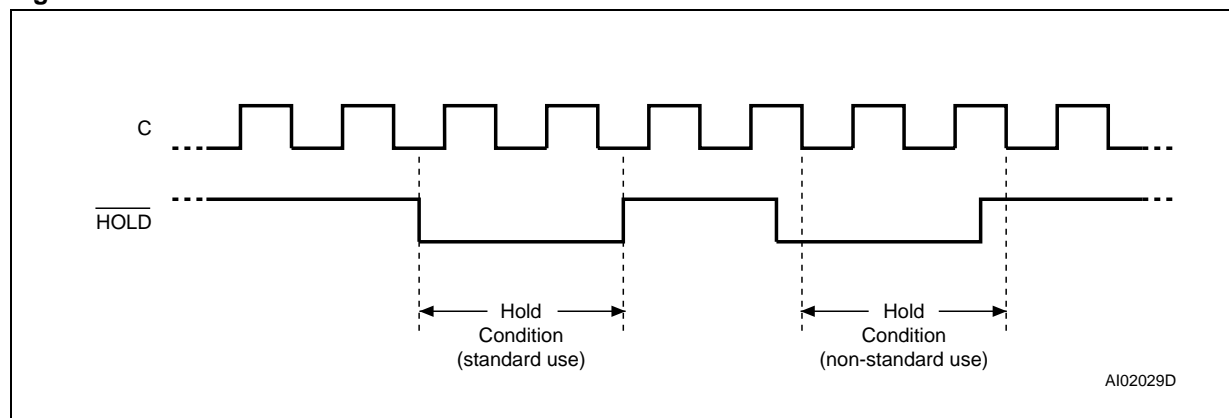 C
HOLD
Hold
Condition
(standard use)
Hold
Condition
(non-standard use)
AI02029D